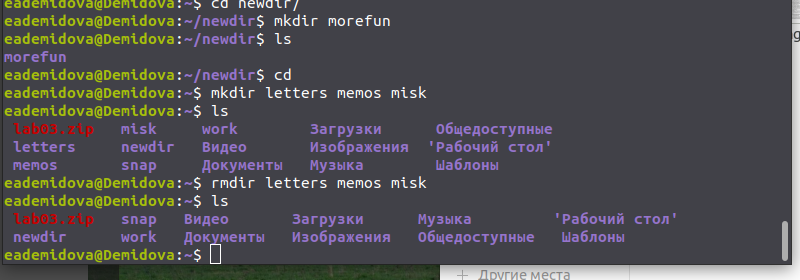 eademidova@Demidova:~$ cd newdir/
eademidova@Demidova:~/newdir$ mkdir morefun
eademidova@Demidova:~/newdir$ ls
morefun
eademidova@Demidova:~/newdir$ cd
eademidova@Demidova:~$ mkdir letters memos misk
eademidova@Demidova:~$ ls
lab03.zip misk work Загрузки Общедоступные
letters newdir Видео Изображения 'Рабочий стол'
memos snap Документы Музыка Шаблоны
eademidova@Demidova:~$ rmdir letters memos misk
eademidova@Demidova:~$ ls
lab03.zip snap Видео Загрузки Музыка 'Рабочий стол'
newdir work Документы Изображения Общедоступные Шаблоны
eademidova@Demidova:~$
+ Другие места